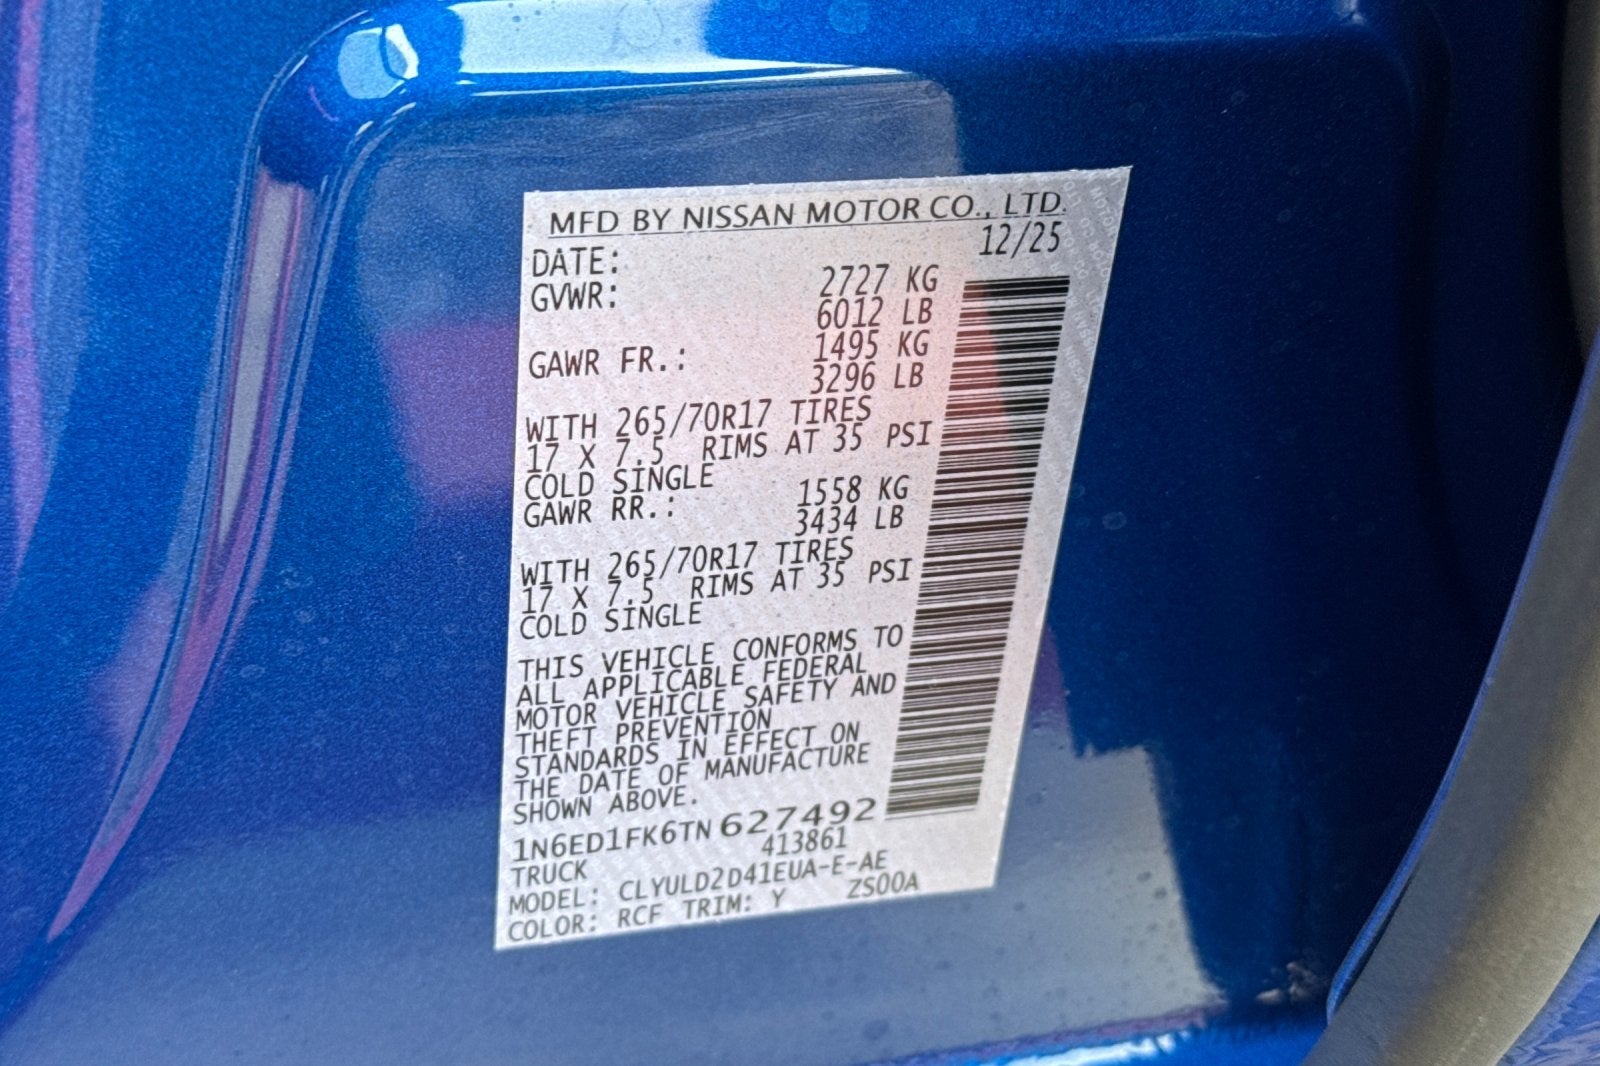 MFD BY NISSAN MOTOR CO., LTD.
DATE: 12/25
GVWR: 2727 KG
6012 LB
GAWR FR.: 1495 KG
3296 LB
WITH 265/70R17 TIRES
17 X 7.5 RIMS AT 35 PSI
COLD SINGLE
GAWR RR.: 1558 KG
3434 LB
WITH 265/70R17 TIRES
17 X 7.5 RIMS AT 35 PSI
COLD SINGLE
THIS VEHICLE CONFORMS TO
ALL APPLICABLE FEDERAL
MOTOR VEHICLE SAFETY AND
THEFT PREVENTION
STANDARDS IN EFFECT ON
THE DATE OF MANUFACTURE
SHOWN ABOVE.
1N6ED1FK6TN627492
TRUCK 413861
MODEL: CLYULD2D41EUA-E-AE
COLOR: RCF TRIM: Y ZS00A